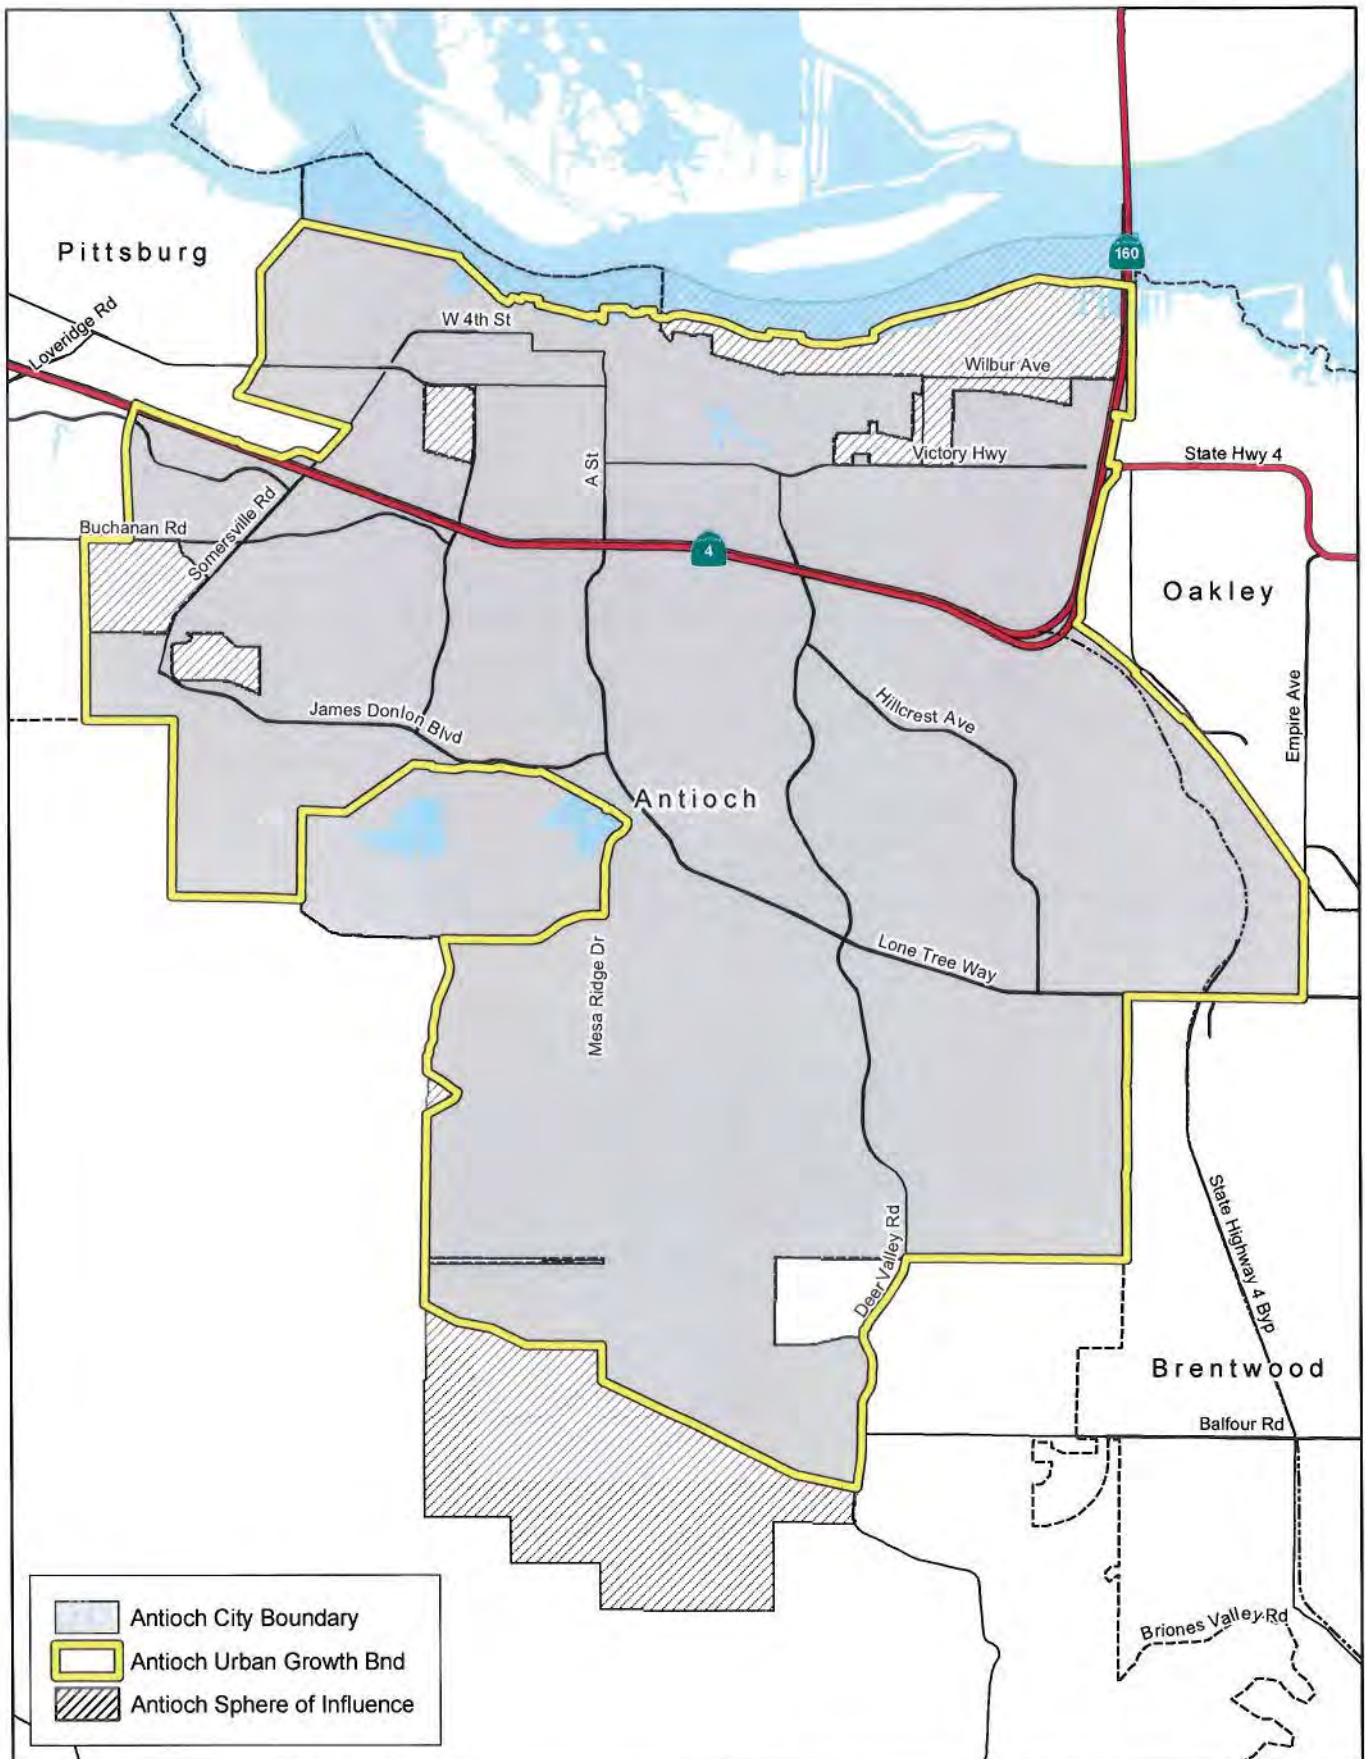 160
Pittsburg
Loveridge Rd
W 4th St
Wilbur Ave
A St
Victory Hwy
State Hwy 4
Buchanan Rd
Somersville Rd
4
Oakley
James Donlon Blvd
Hillcrest Ave
Empire Ave
Antioch
Lone Tree Way
Mesa Ridge Dr
Deer Valley Rd
State Highway 4 Byp
Brentwood
Balfour Rd
Briones Valley Rd
Antioch City Boundary
Antioch Urban Growth Bnd
Antioch Sphere of Influence